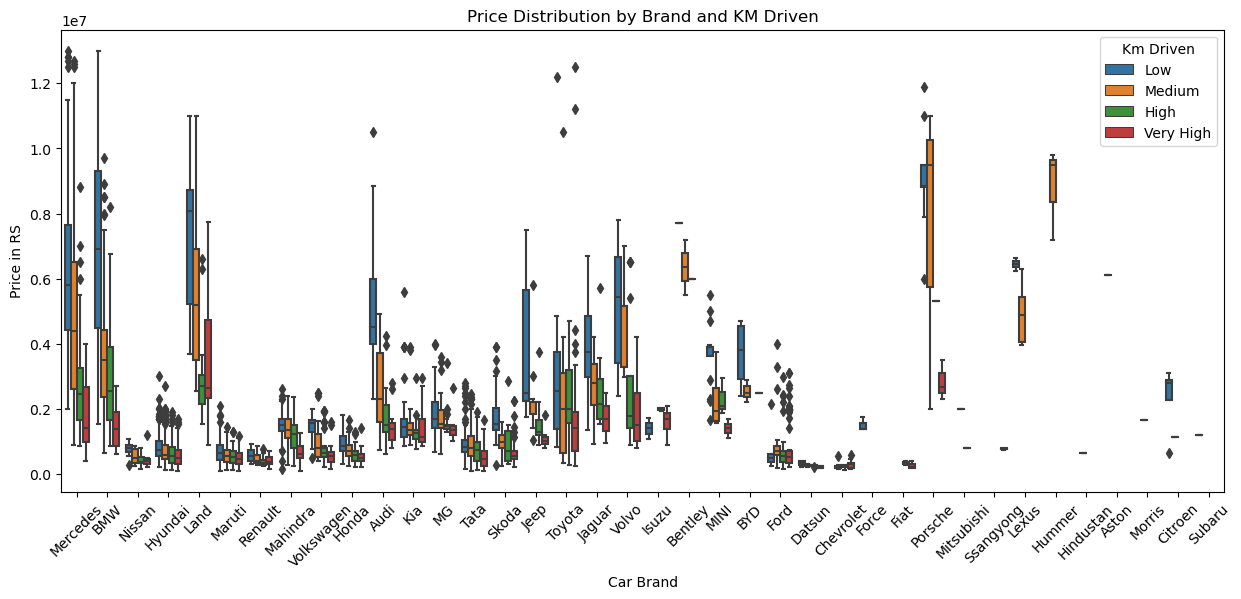 Price Distribution by Brand and KM Driven
1e7
Km Driven
Low
Medium
High
Very High
1.2
1.0
0.8
0.6
0.4
0.2
0.0
Price in RS
Mercedes
BMW
Nissan
Hyundai
Land
Maruti
Renault
Mahindra
Volkswagen
Honda
Audi
Kia
MG
Tata
Skoda
Jeep
Toyota
Jaguar
Volvo
Isuzu
Bentley
MINI
BYD
Ford
Datsun
Chevrolet
Force
Fiat
Porsche
Mitsubishi
Ssangyong
Lexus
Hummer
Hindustan
Aston
Morris
Citroen
Subaru
Car Brand